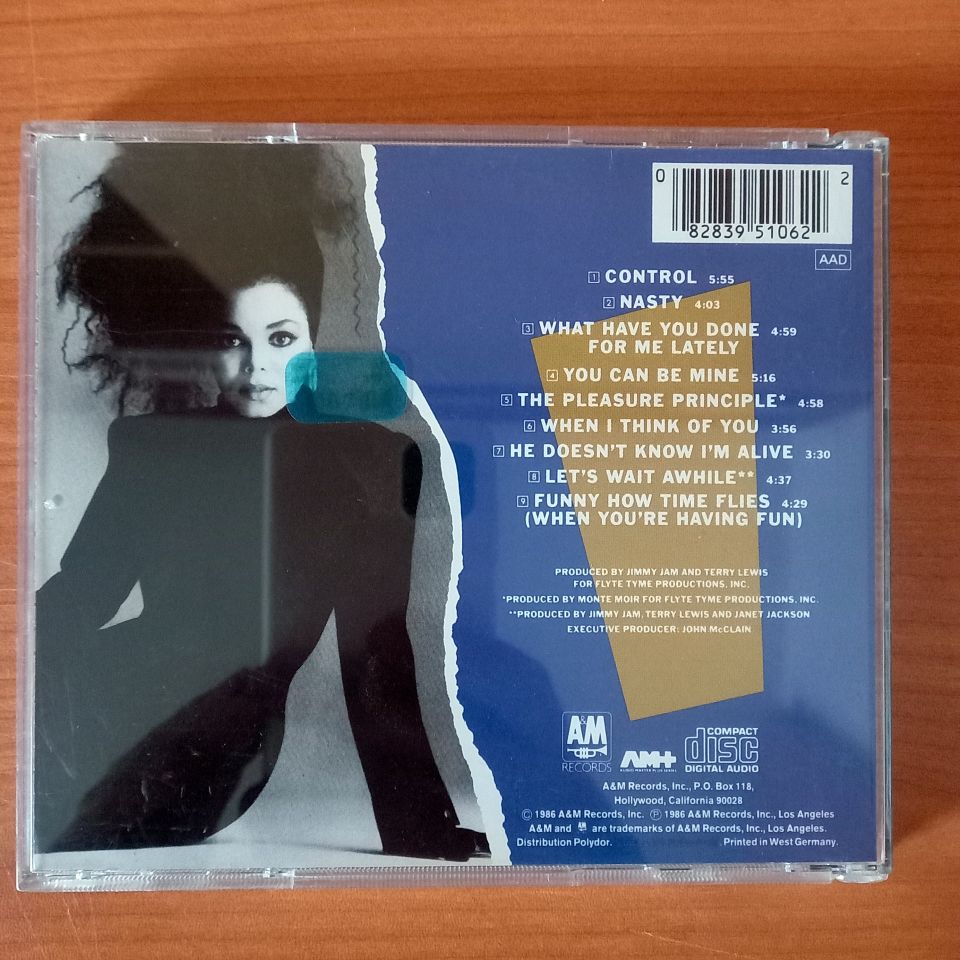 0 2
82839 51062
AAD
1 CONTROL 5:55
2 NASTY 4:03
3 WHAT HAVE YOU DONE 4:59
FOR ME LATELY
4 YOU CAN BE MINE 5:16
5 THE PLEASURE PRINCIPLE* 4:58
6 WHEN I THINK OF YOU 3:56
7 HE DOESN'T KNOW I'M ALIVE 3:30
8 LET'S WAIT AWHILE** 4:37
9 FUNNY HOW TIME FLIES 4:29
(WHEN YOU'RE HAVING FUN)
PRODUCED BY JIMMY JAM AND TERRY LEWIS
FOR FLYTE TYME PRODUCTIONS, INC.
*PRODUCED BY MONTE MOIR FOR FLYTE TYME PRODUCTIONS, INC.
**PRODUCED BY JIMMY JAM, TERRY LEWIS AND JANET JACKSON
EXECUTIVE PRODUCER: JOHN McCLAIN
A&M
RECORDS
AM+
AUDIO MASTER PLUS SERIES
COMPACT
disc
DIGITAL AUDIO
A&M Records, Inc., P.O. Box 118,
Hollywood, California 90028
© 1986 A&M Records, Inc. ℗ 1986 A&M Records, Inc., Los Angeles
A&M and A&M are trademarks of A&M Records, Inc., Los Angeles.
Distribution Polydor. Printed in West Germany.